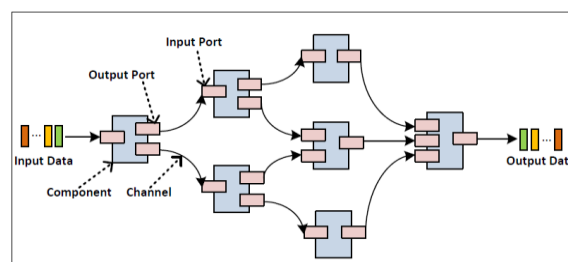 Input Port
Output Port
Input Data
Output Dat
Component
Channel